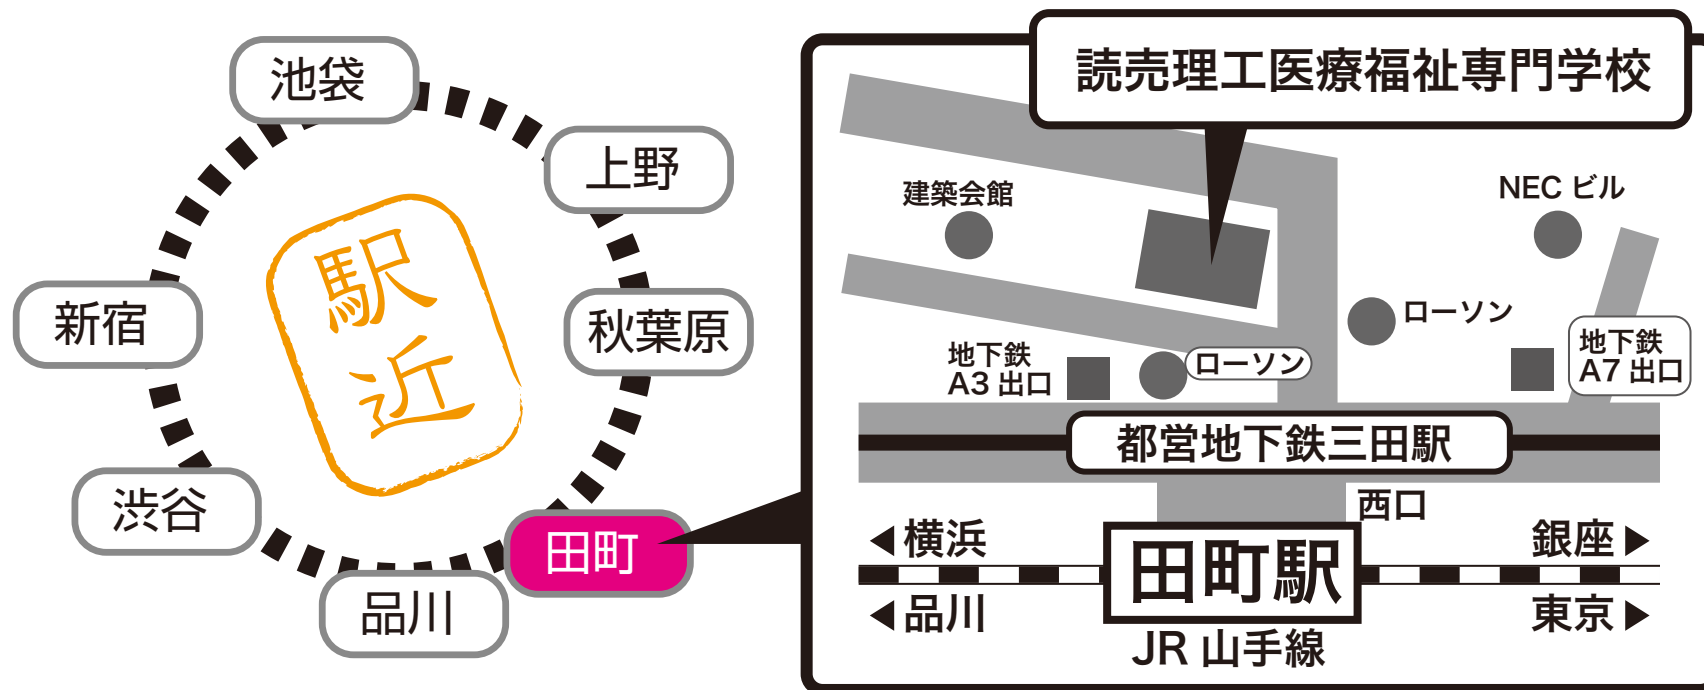 池袋
上野
新宿
秋葉原
渋谷
田町
品川
駅
近
読売理工医療福祉専門学校
建築会館
NEC ビル
ローソン
地下鉄
A3 出口
ローソン
地下鉄
A7 出口
都営地下鉄三田駅
西口
◀ 横浜
銀座 ▶
田町駅
◀ 品川
東京 ▶
JR 山手線